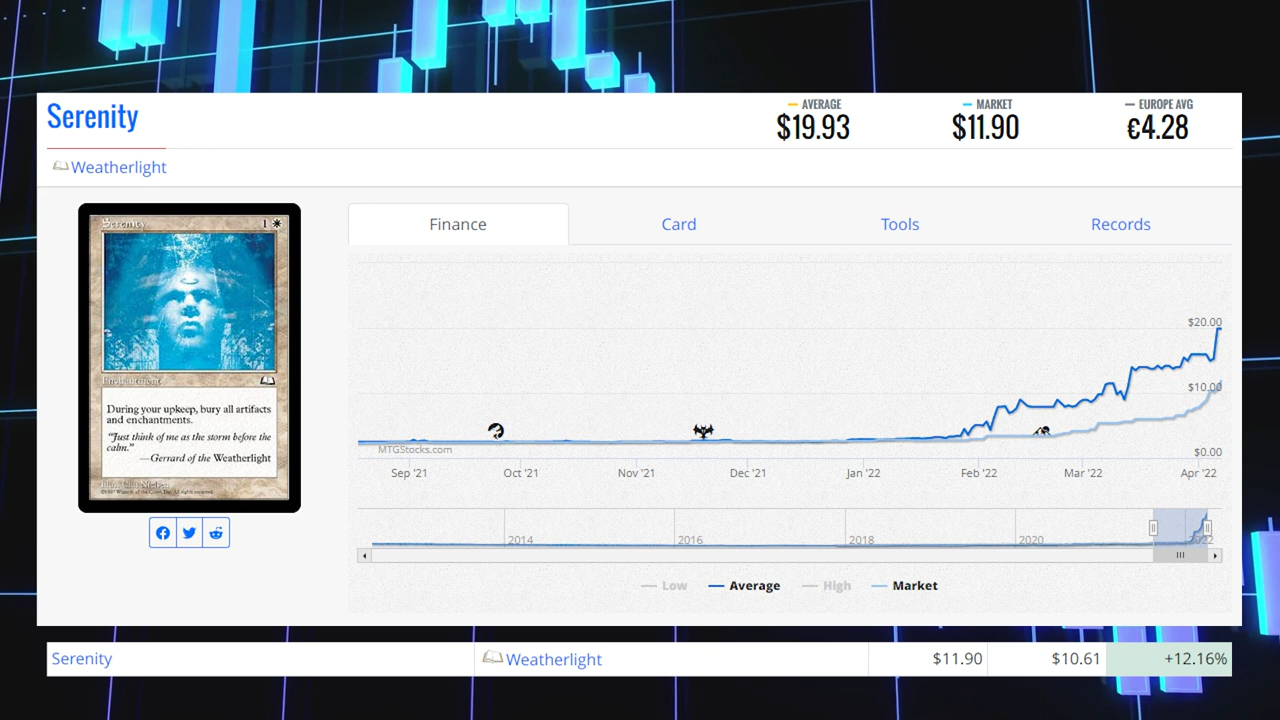 Serenity
AVERAGE
$19.93
MARKET
$11.90
EUROPE AVG
€4.28
Weatherlight
Finance
Card
Tools
Records
Serenity 1
Enchantment
During your upkeep, bury all artifacts
and enchantments.
"Just think of me as the storm before the
calm."
—Gerrard of the Weatherlight
$20.00
$10.00
$0.00
MTGStocks.com
Sep '21
Oct '21
Nov '21
Dec '21
Jan '22
Feb '22
Mar '22
Apr '22
2014
2016
2018
2020
2022
Low
Average
High
Market
Serenity
Weatherlight
$11.90
$10.61
+12.16%